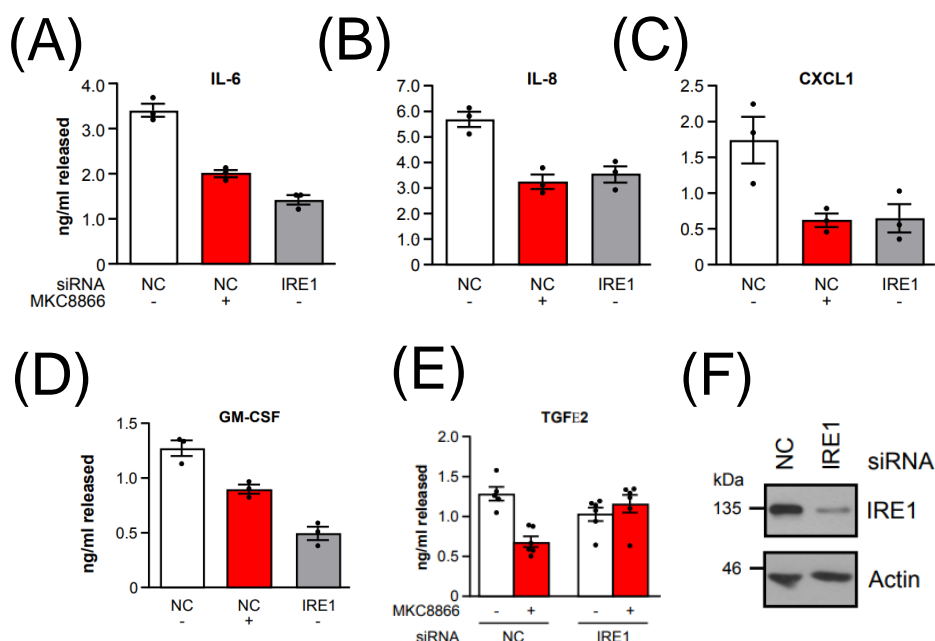 (A)
IL-6
ng/ml released
4.0
3.0
2.0
1.0
0
siRNA NC NC IRE1
MKC8866 - + -
(B)
IL-8
7.0
6.0
5.0
4.0
3.0
2.0
1.0
0
NC NC IRE1
- + -
(C)
CXCL1
2.5
2.0
1.5
1.0
0.5
0
NC NC IRE1
- + -
(D)
GM-CSF
ng/ml released
1.5
1.0
0.5
0
NC NC IRE1
- + -
(E)
TGFE2
ng/ml released
2.0
1.5
1.0
0.5
0
MKC8866 - + - +
siRNA NC IRE1
(F)
NC IRE1 siRNA
kDa
135 IRE1
46
Actin